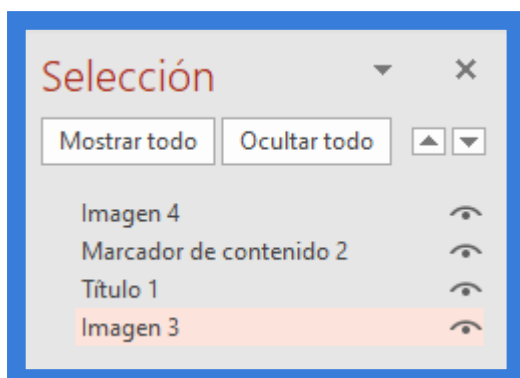 Selección
Mostrar todo Ocultar todo
Imagen 4
Marcador de contenido 2
Título 1
Imagen 3